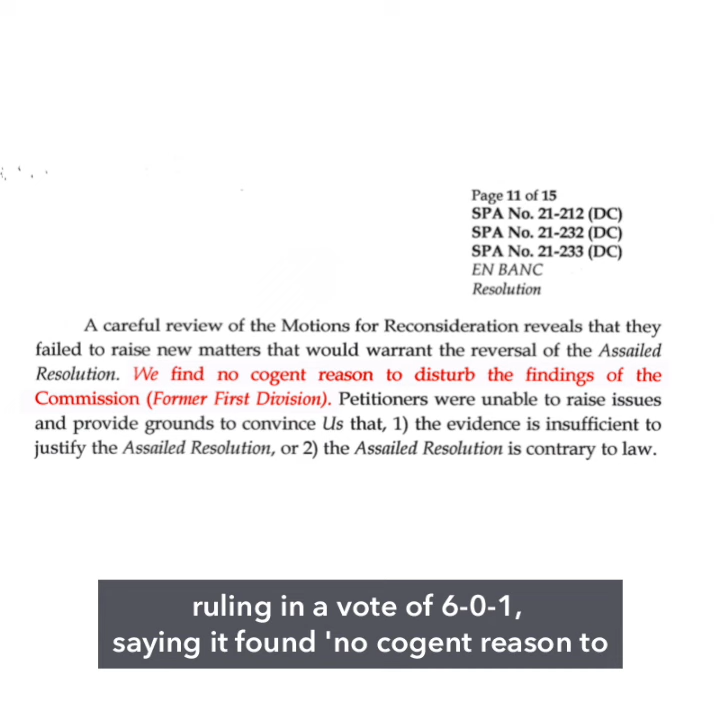 Page 11 of 15
SPA No. 21-212 (DC)
SPA No. 21-232 (DC)
SPA No. 21-233 (DC)
EN BANC
Resolution
A careful review of the Motions for Reconsideration reveals that they
failed to raise new matters that would warrant the reversal of the Assailed
Resolution. We find no cogent reason to disturb the findings of the
Commission (Former First Division). Petitioners were unable to raise issues
and provide grounds to convince Us that, 1) the evidence is insufficient to
justify the Assailed Resolution, or 2) the Assailed Resolution is contrary to law.
ruling in a vote of 6-0-1,
saying it found 'no cogent reason to